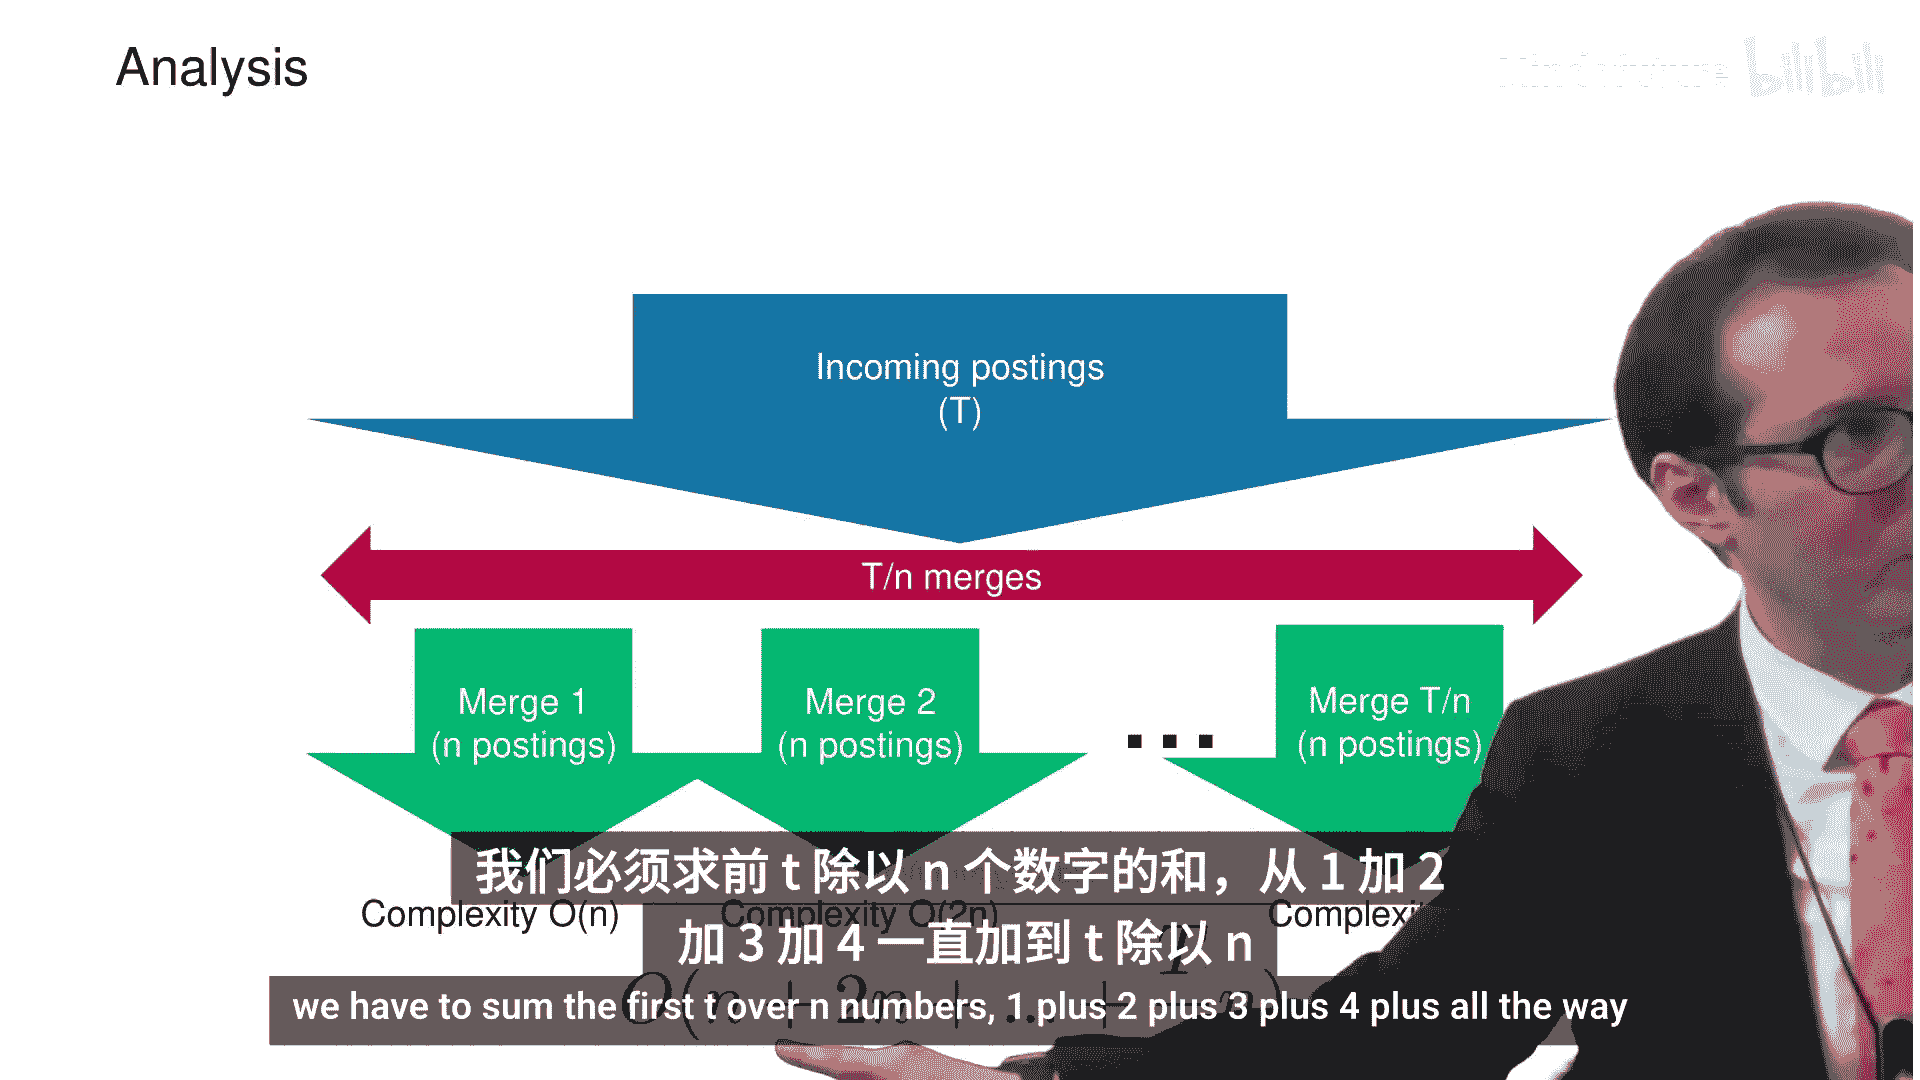 Analysis
bilibili
Incoming postings
(T)
T/n merges
Merge 1
(n postings)
Merge 2
(n postings)
...
Merge T/n
(n postings)
Complexity O(n)
Complexity O(2n)
O(n + 2n + ... + T n)
我们必须求前 t 除以 n 个数字的和，从 1 加 2
加 3 加 4 一直加到 t 除以 n
we have to sum the first t over n numbers, 1 plus 2 plus 3 plus 4 plus all the way